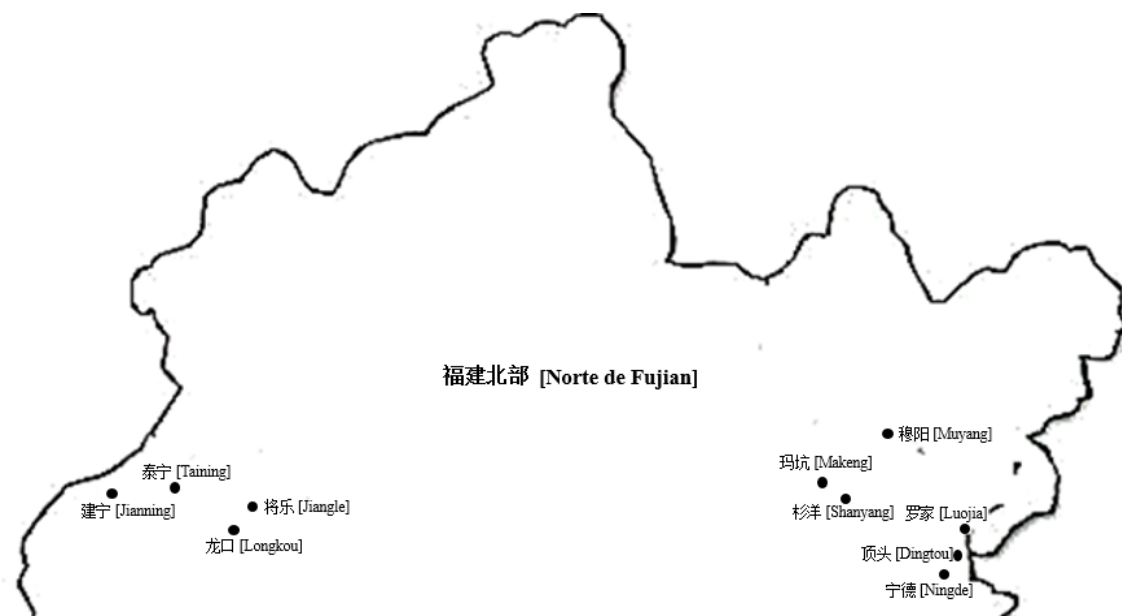 福建北部 [Norte de Fujian]
穆阳 [Muyang]
玛坑 [Makeng]
泰宁 [Taining]
将乐 [Jiangle]
建宁 [Jianning]
杉洋 [Shanyang]
罗家 [Luojia]
龙口 [Longkou]
顶头 [Dingtou]
宁德 [Ningde]